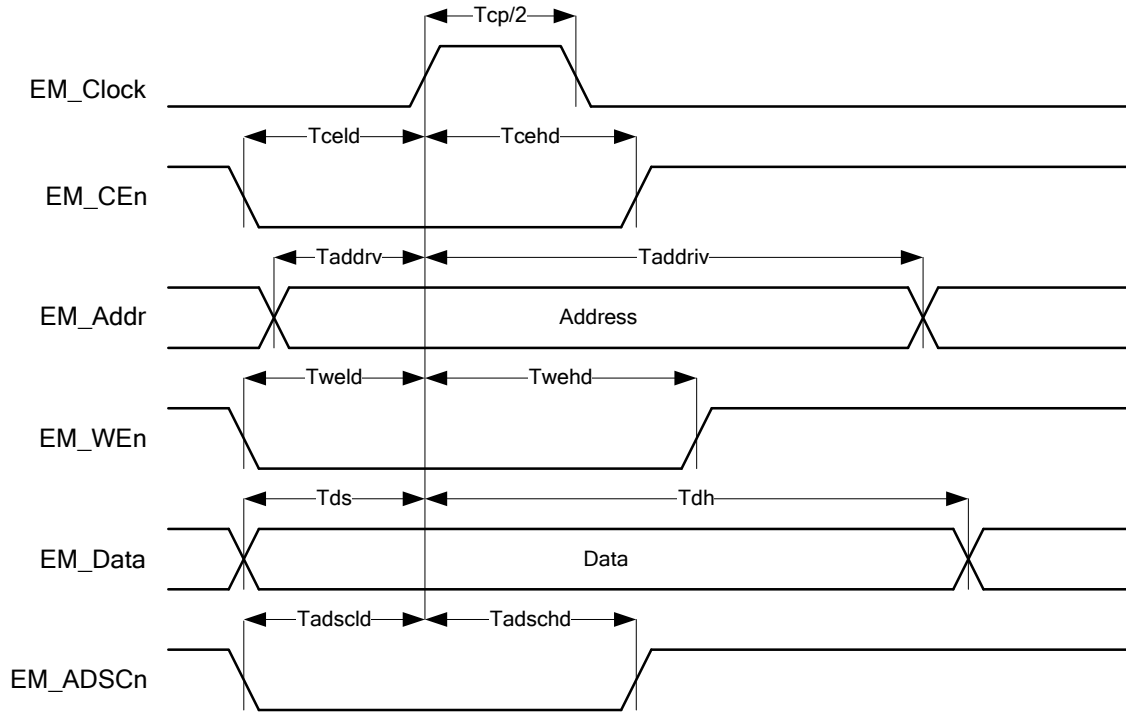 Tcp/2
EM_Clock
Tceld
Tcehd
EM_CEn
Taddrv
Taddriv
EM_Addr
Address
Tweld
Twehd
EM_WEn
Tds
Tdh
EM_Data
Data
Tadscld
Tadschd
EM_ADSCn